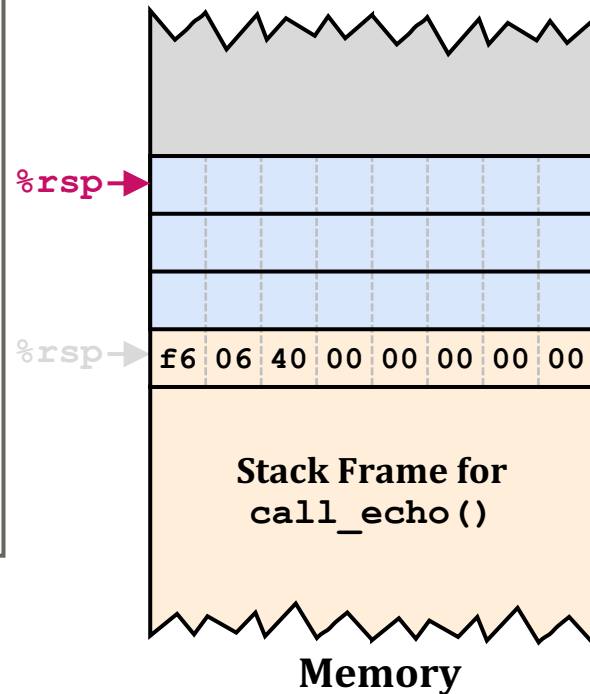 %rsp
%rsp
f6 06 40 00 00 00 00 00
Stack Frame for
call_echo()
Memory